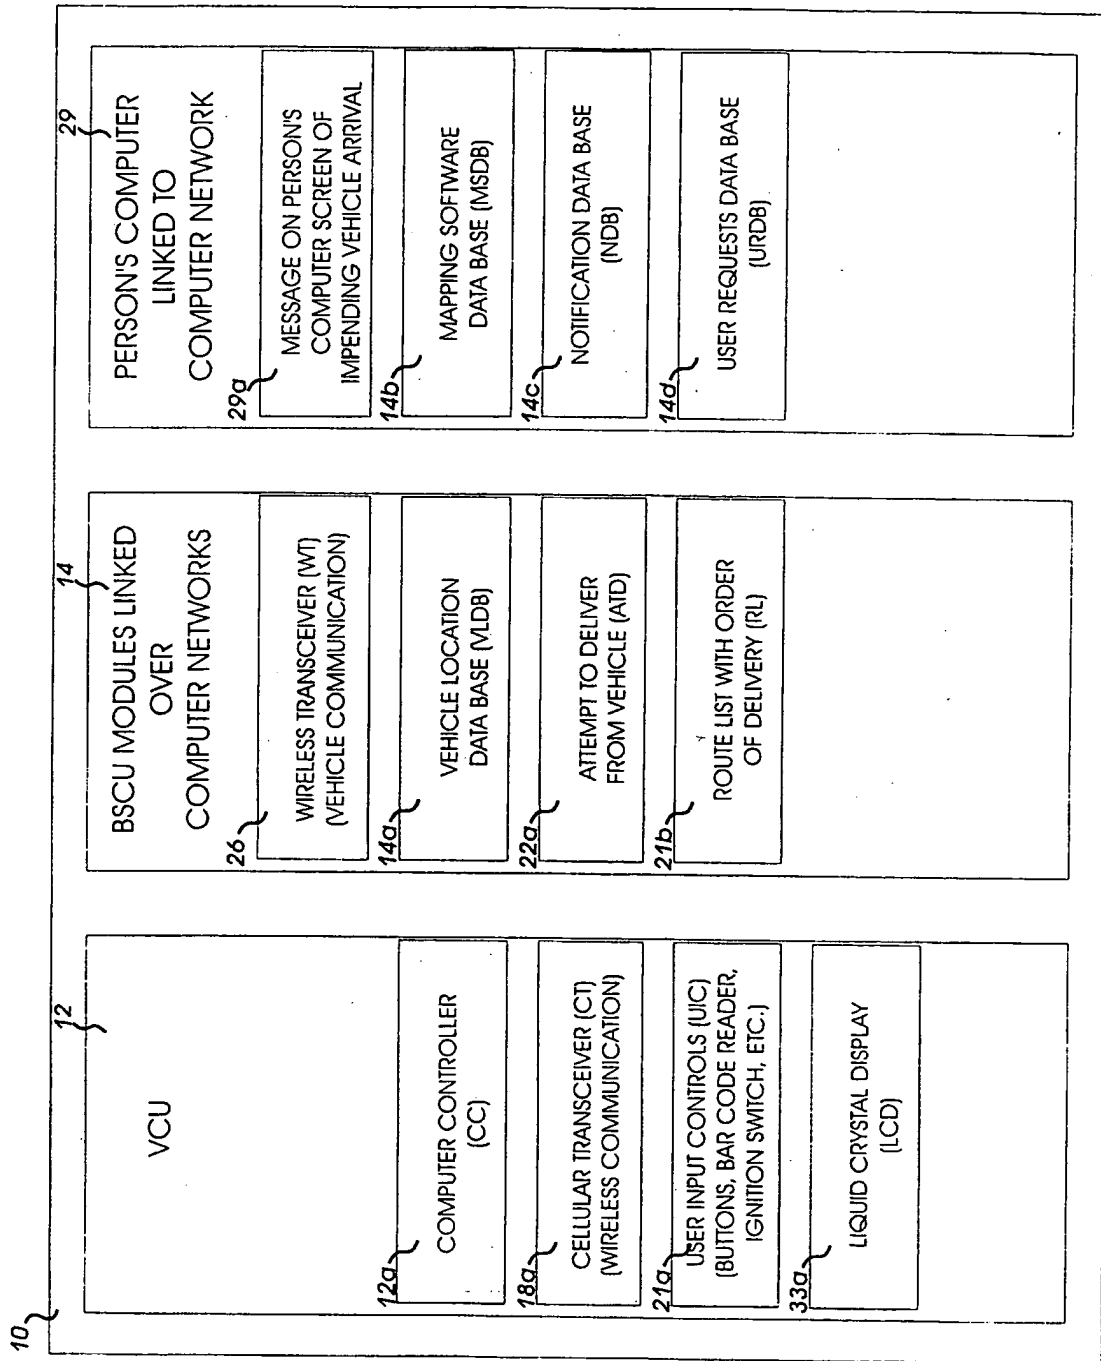 10
12
VCU
12a
COMPUTER CONTROLLER
(CC)
18a
CELLULAR TRANSCEIVER (CT)
(WIRELESS COMMUNICATION)
21a
USER INPUT CONTROLS (UIC)
(BUTTONS, BAR CODE READER,
IGNITION SWITCH, ETC.)
33a
LIQUID CRYSTAL DISPLAY
(LCD)
14
BSCU MODULES LINKED
OVER
COMPUTER NETWORKS
26
WIRELESS TRANSCEIVER (WT)
(VEHICLE COMMUNICATION)
14a
VEHICLE LOCATION
DATA BASE (VLDB)
22a
ATTEMPT TO DELIVER
FROM VEHICLE (ATD)
21b
ROUTE LIST WITH ORDER
OF DELIVERY (RL)
29
PERSON'S COMPUTER
LINKED TO
COMPUTER NETWORK
29a
MESSAGE ON PERSON'S
COMPUTER SCREEN OF
IMPENDING VEHICLE ARRIVAL
14b
MAPPING SOFTWARE
DATA BASE (MSDB)
14c
NOTIFICATION DATA BASE
(NDB)
14d
USER REQUESTS DATA BASE
(URDB)